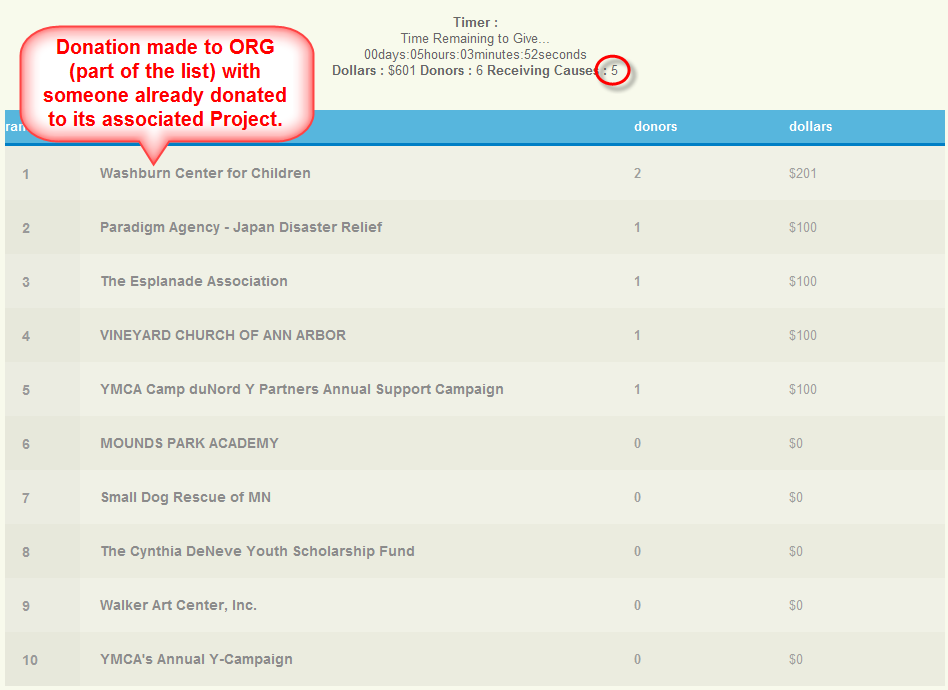 Timer :
Time Remaining to Give...
00days:05hours:03minutes:52seconds
Dollars : $601 Donors : 6 Receiving Causes : 5
Donation made to ORG
(part of the list) with
someone already donated
to its associated Project.
donors dollars
1 Washburn Center for Children 2 $201
2 Paradigm Agency - Japan Disaster Relief 1 $100
3 The Esplanade Association 1 $100
4 VINEYARD CHURCH OF ANN ARBOR 1 $100
5 YMCA Camp duNord Y Partners Annual Support Campaign 1 $100
6 MOUNDS PARK ACADEMY 0 $0
7 Small Dog Rescue of MN 0 $0
8 The Cynthia DeNeve Youth Scholarship Fund 0 $0
9 Walker Art Center, Inc. 0 $0
10 YMCA's Annual Y-Campaign 0 $0